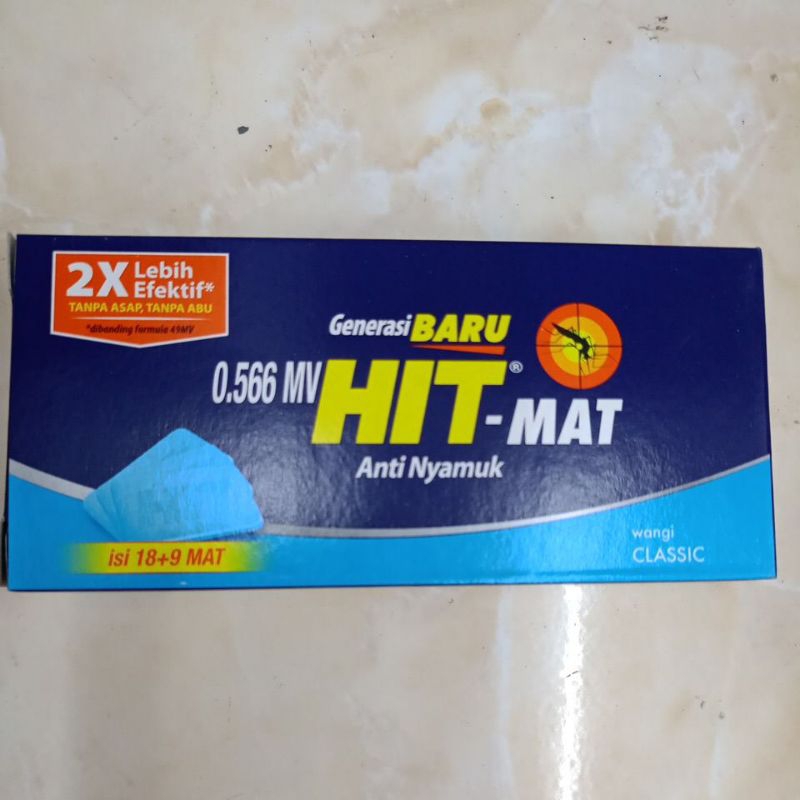 2X Lebih Efektif*
TANPA ASAP, TANPA ABU
*dibanding formula 49MV
Generasi BARU
0.566 MV HIT®-MAT
Anti Nyamuk
isi 18+9 MAT
wangi
CLASSIC